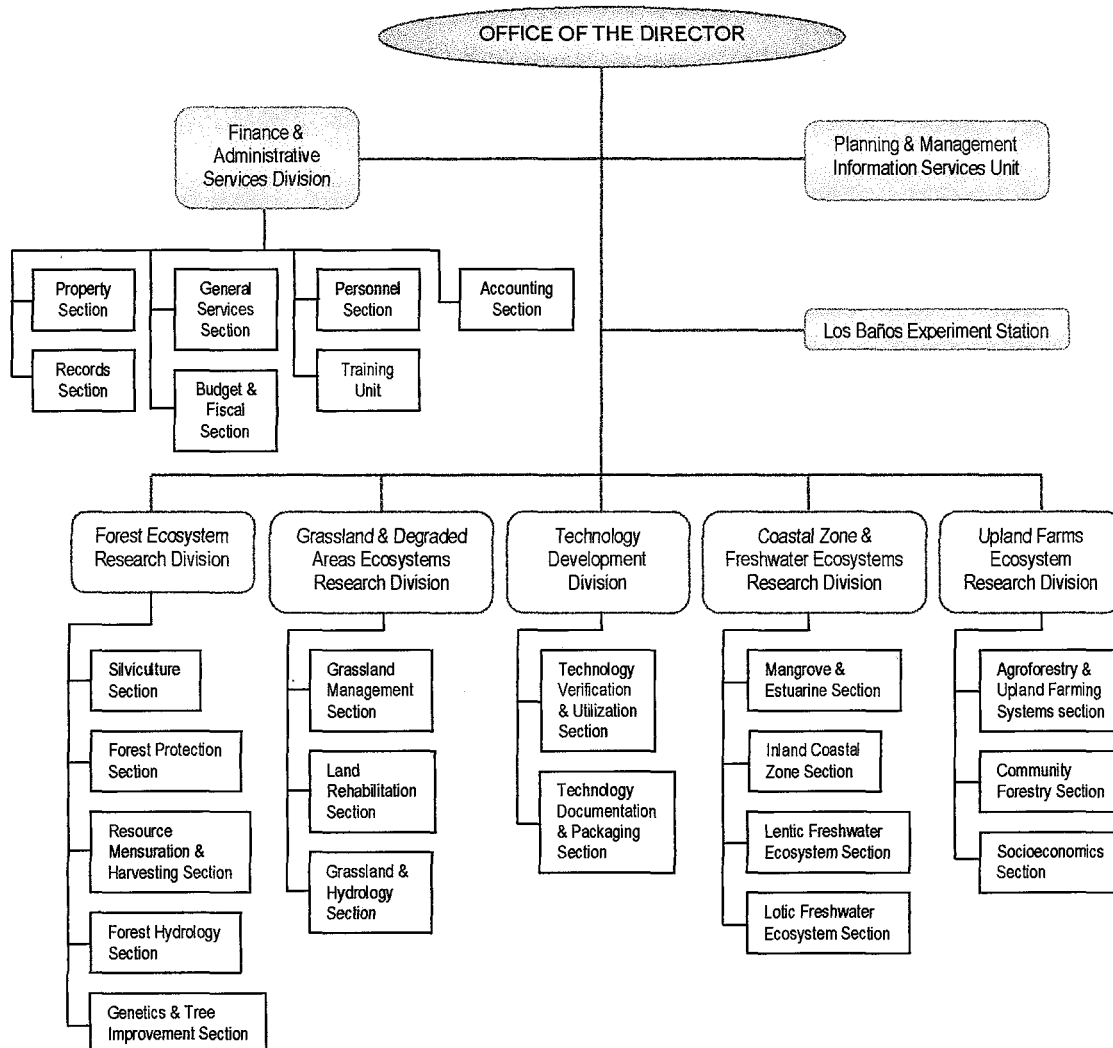 OFFICE OF THE DIRECTOR
Finance &
Administrative
Services Division
Planning & Management
Information Services Unit
Property
Section
General
Services
Section
Personnel
Section
Accounting
Section
Records
Section
Budget &
Fiscal
Section
Training
Unit
Los Baños Experiment Station
Forest Ecosystem
Research Division
Grassland & Degraded
Areas Ecosystems
Research Division
Technology
Development
Division
Coastal Zone &
Freshwater Ecosystems
Research Division
Upland Farms
Ecosystem
Research Division
Silviculture
Section
Forest Protection
Section
Resource
Mensuration &
Harvesting Section
Forest Hydrology
Section
Genetics & Tree
Improvement Section
Grassland
Management
Section
Land
Rehabilitation
Section
Grassland &
Hydrology
Section
Technology
Verification
& Utilization
Section
Technology
Documentation
& Packaging
Section
Mangrove &
Estuarine Section
Inland Coastal
Zone Section
Lentic Freshwater
Ecosystem Section
Lotic Freshwater
Ecosystem Section
Agroforestry &
Upland Farming
Systems section
Community
Forestry Section
Socioeconomics
Section